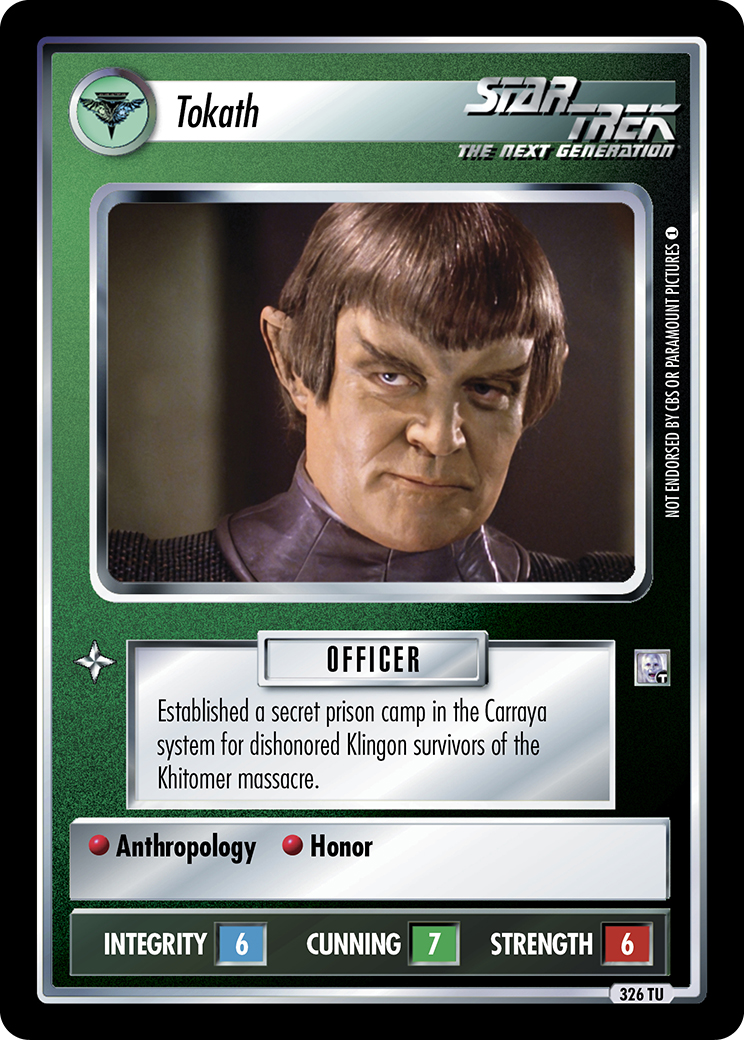 Tokath
STAR TREK
THE NEXT GENERATION
NOT ENDORSED BY CBS OR PARAMOUNT PICTURES 1
OFFICER
T
Established a secret prison camp in the Carraya
system for dishonored Klingon survivors of the
Khitomer massacre.
Anthropology Honor
INTEGRITY 6 CUNNING 7 STRENGTH 6
326 TU